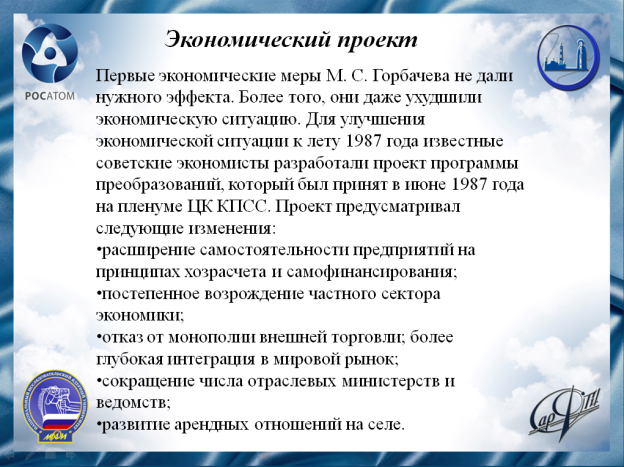 Экономический проект
РОСАТОМ
Первые экономические меры М. С. Горбачева не дали
нужного эффекта. Более того, они даже ухудшили
экономическую ситуацию. Для улучшения
экономической ситуации к лету 1987 года известные
советские экономисты разработали проект программы
преобразований, который был принят в июне 1987 года
на пленуме ЦК КПСС. Проект предусматривал
следующие изменения:
•расширение самостоятельности предприятий на
принципах хозрасчета и самофинансирования;
•постепенное возрождение частного сектора
экономики;
•отказ от монополии внешней торговли; более
глубокая интеграция в мировой рынок;
•сокращение числа отраслевых министерств и
ведомств;
•развитие арендных отношений на селе.
МИФИ
СарФТИ